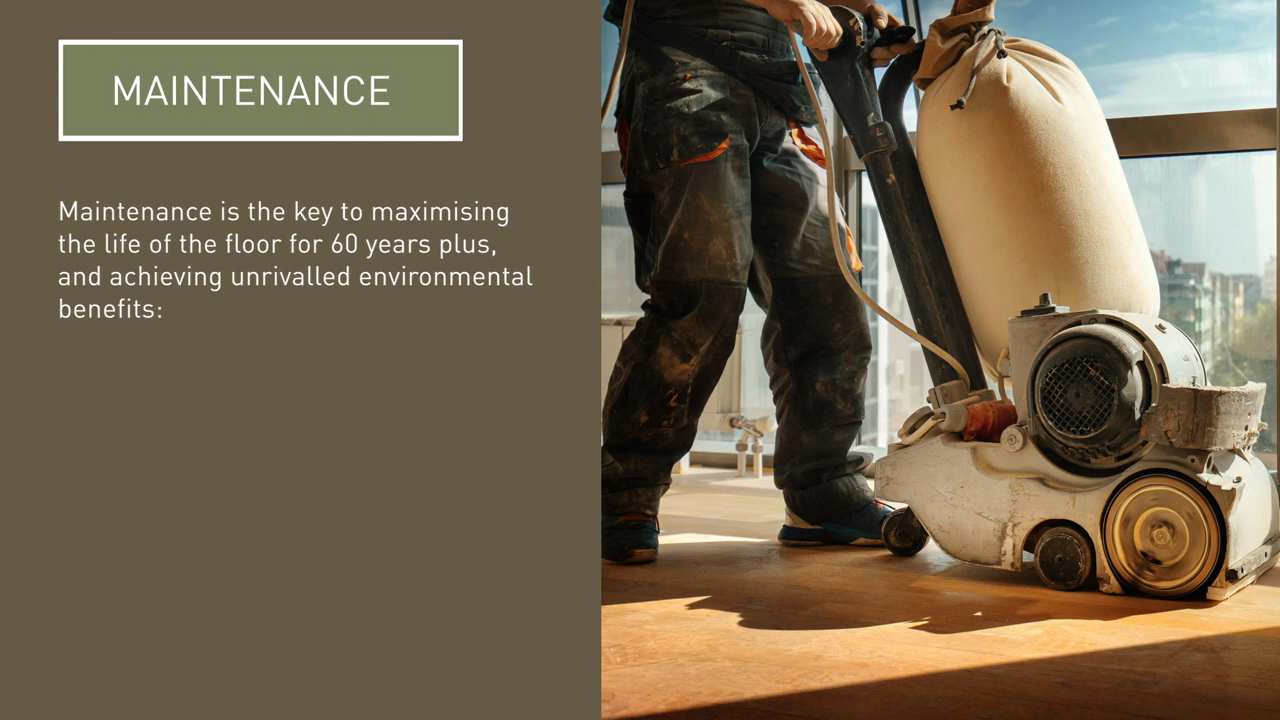 MAINTENANCE
Maintenance is the key to maximising
the life of the floor for 60 years plus,
and achieving unrivalled environmental
benefits: